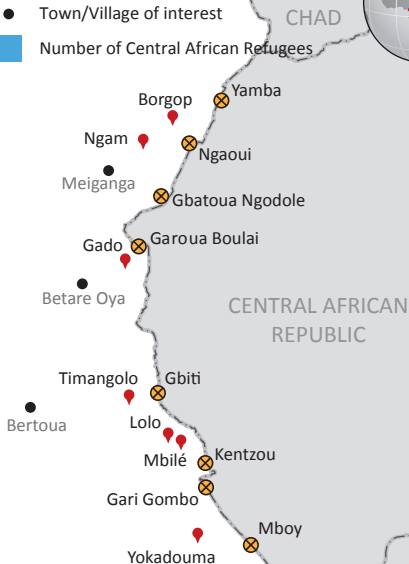 Town/Village of interest
CHAD
Number of Central African Refugees
Yamba
Borgop
Ngam
Ngaoui
Meiganga
Gbatoua Ngodole
Garoua Boulai
Gado
Betare Oya
CENTRAL AFRICAN
REPUBLIC
Timangolo
Gbiti
Lolo
Bertoua
Mbilé
Kentzou
Gari Gombo
Mboy
Yokadouma